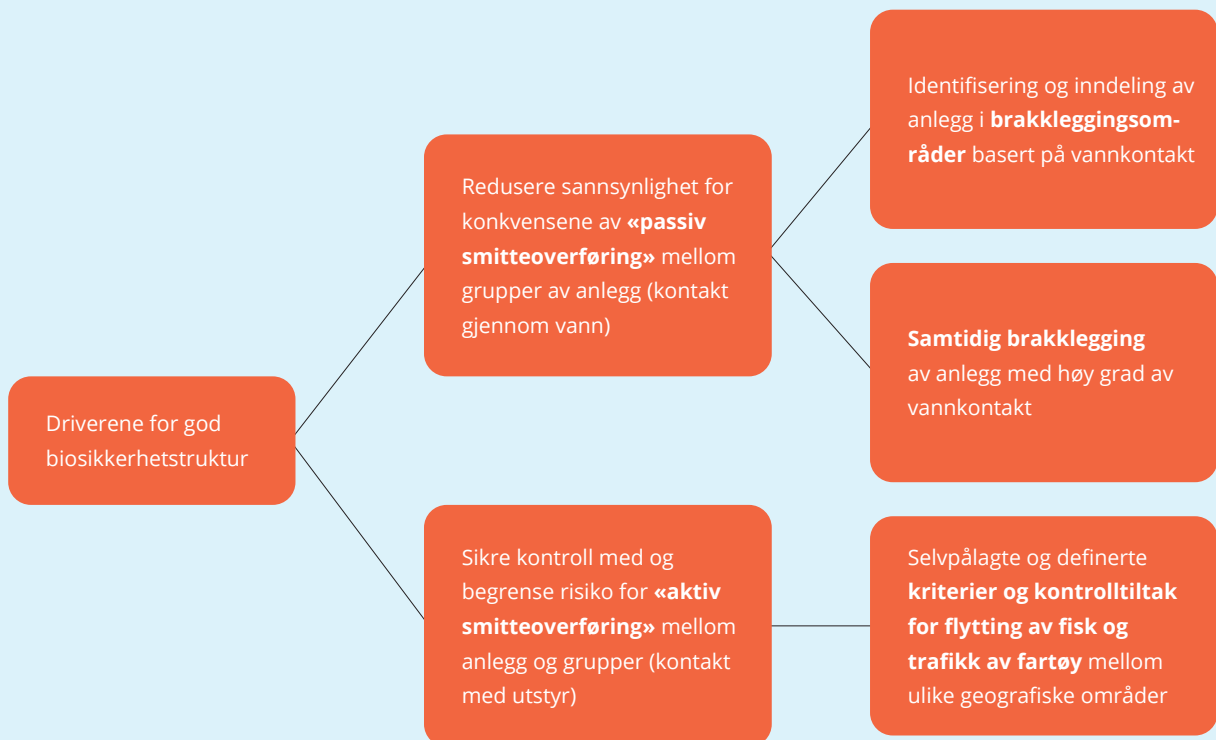 Driverene for god
biosikkerhetstruktur
Redusere sannsynlighet for
konkvensene av «passiv
smitteoverføring» mellom
grupper av anlegg (kontakt
gjennom vann)
Sikre kontroll med og
begrense risiko for «aktiv
smitteoverføring» mellom
anlegg og grupper (kontakt
med utstyr)
Identifisering og inndeling av
anlegg i brakkleggingsom-
råder basert på vannkontakt
Samtidig brakklegging
av anlegg med høy grad av
vannkontakt
Selvpålagte og definerte
kriterier og kontrolltiltak
for flytting av fisk og
trafikk av fartøy mellom
ulike geografiske områder